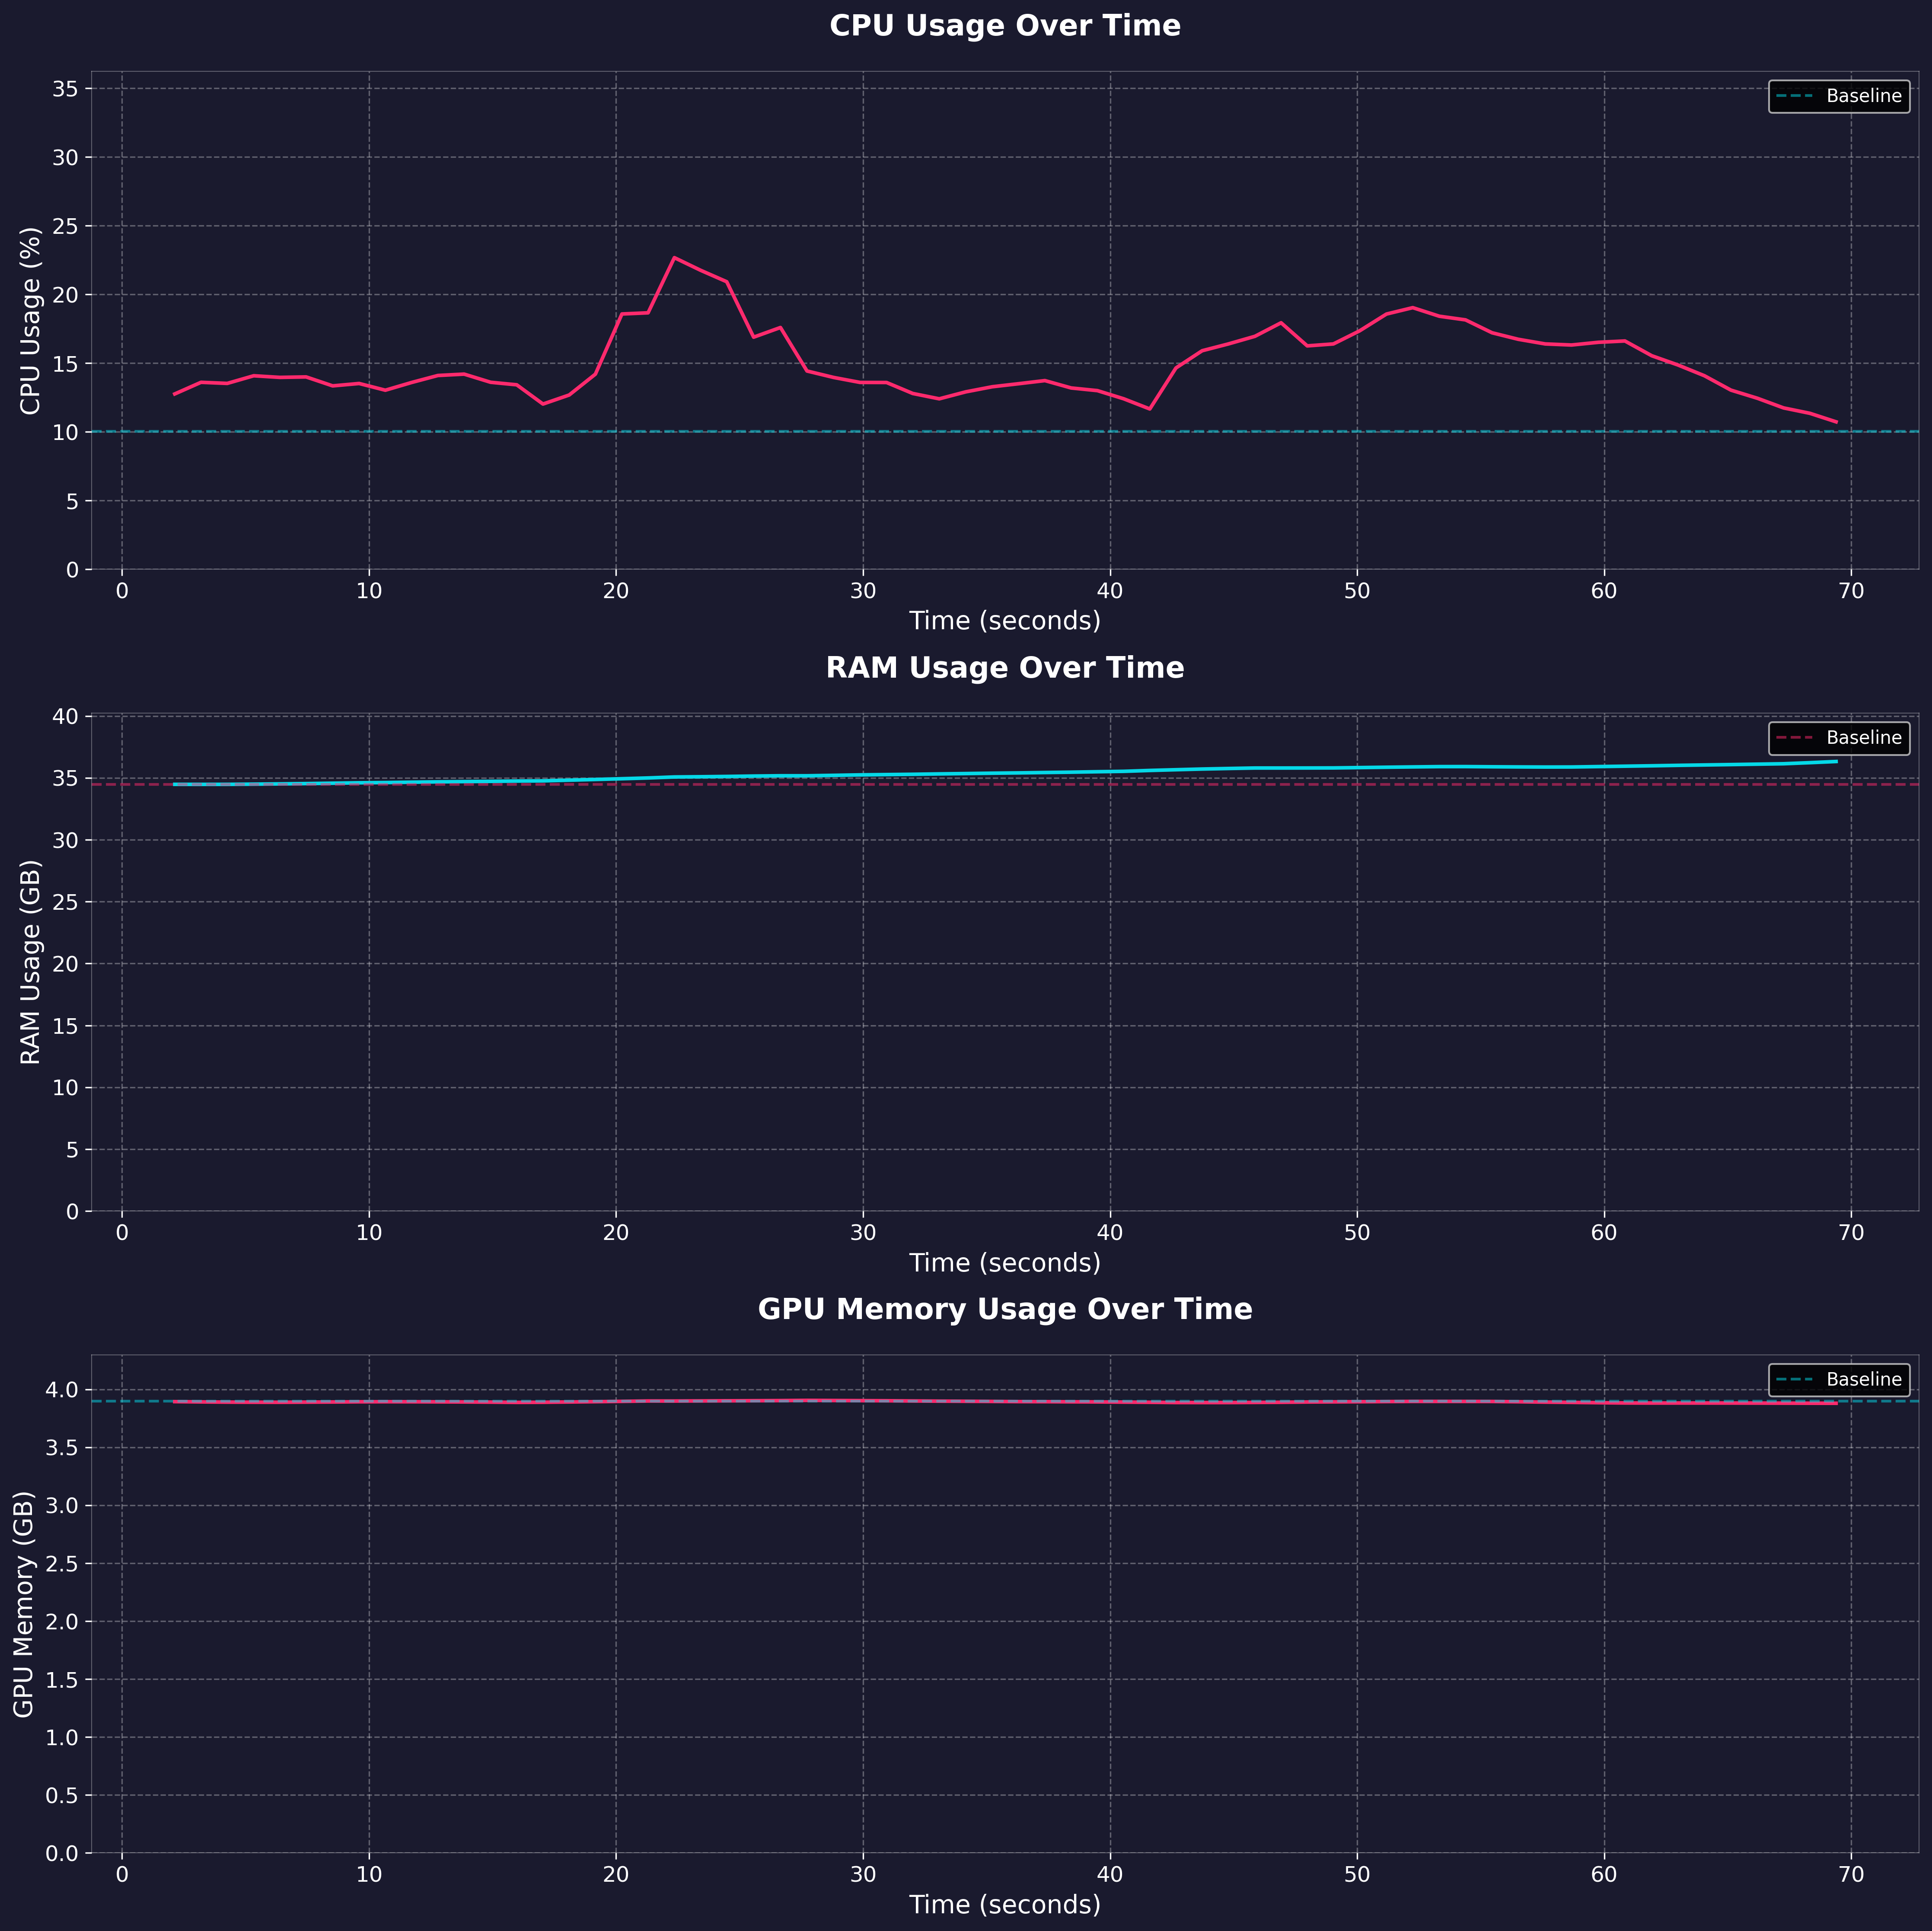 CPU Usage Over Time
Baseline
CPU Usage (%)
35
30
25
20
15
10
5
0
0 10 20 30 40 50 60 70
Time (seconds)
RAM Usage Over Time
Baseline
RAM Usage (GB)
40
35
30
25
20
15
10
5
0
0 10 20 30 40 50 60 70
Time (seconds)
GPU Memory Usage Over Time
Baseline
GPU Memory (GB)
4.0
3.5
3.0
2.5
2.0
1.5
1.0
0.5
0.0
0 10 20 30 40 50 60 70
Time (seconds)